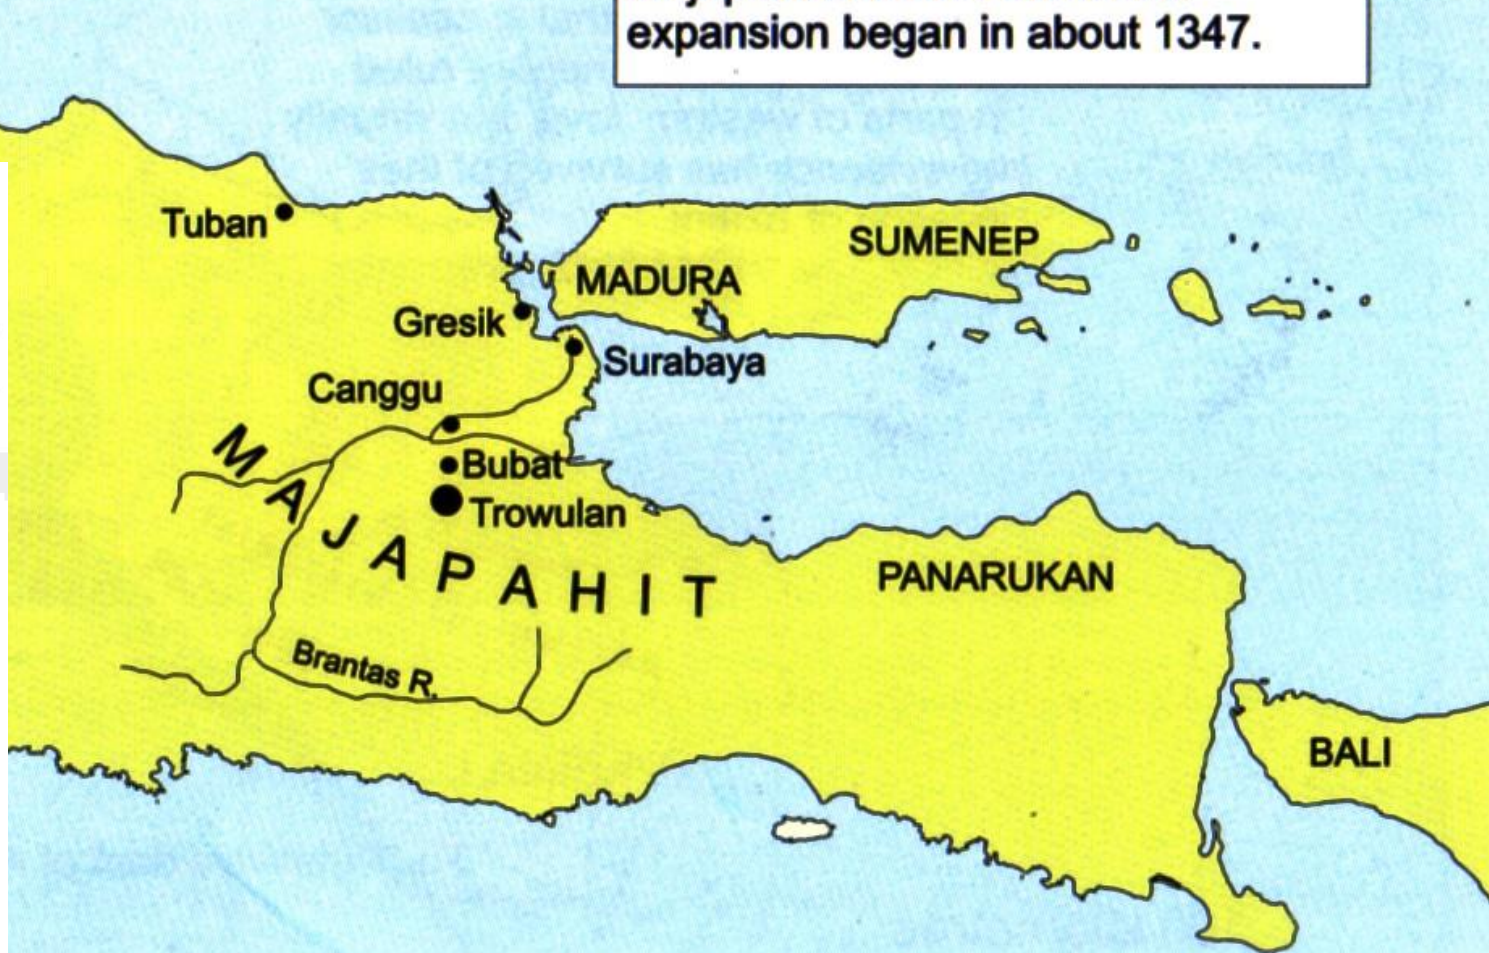 expansion began in about 1347.
Tuban
SUMENEP
MADURA
Gresik
Surabaya
Canggu
Bubat
Trowulan
MAJAPAHIT
PANARUKAN
Brantas R.
BALI